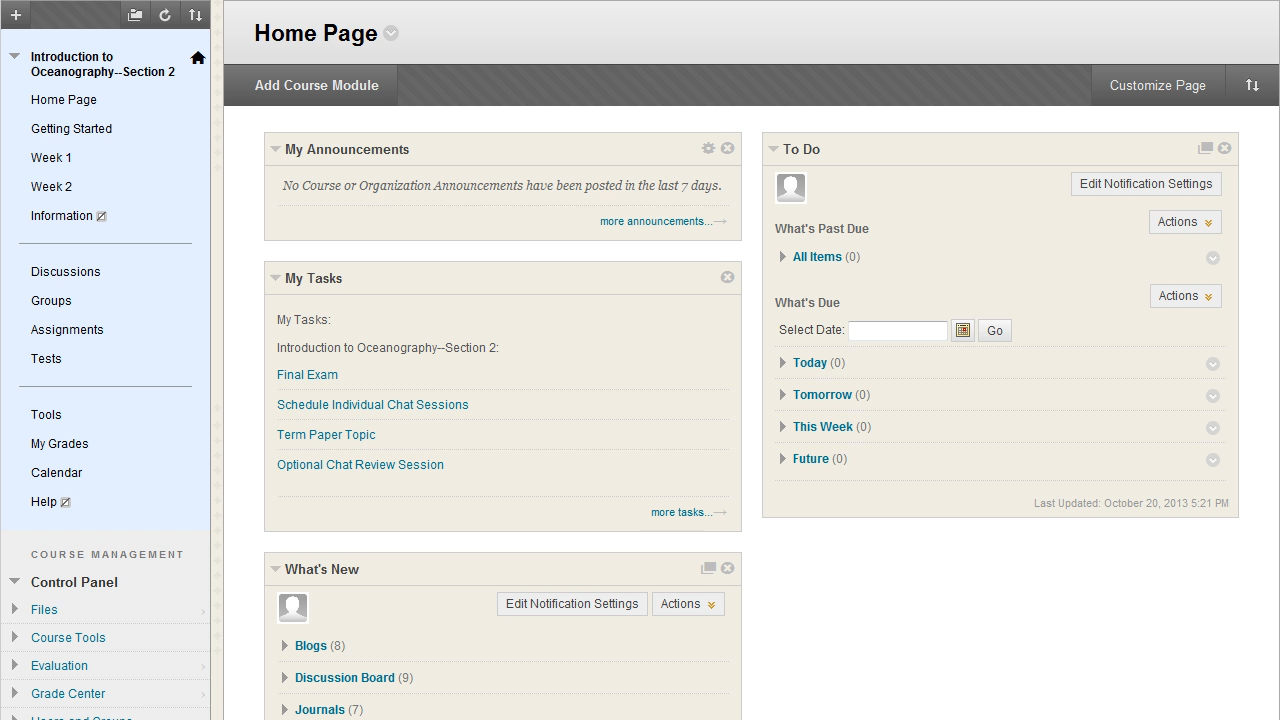 Introduction to
Oceanography--Section 2
Home Page
Getting Started
Week 1
Week 2
Information
Discussions
Groups
Assignments
Tests
Tools
My Grades
Calendar
Help
COURSE MANAGEMENT
Control Panel
Files
Course Tools
Evaluation
Grade Center
Users and Groups
Home Page
Add Course Module
Customize Page
My Announcements
No Course or Organization Announcements have been posted in the last 7 days.
more announcements...
My Tasks
My Tasks:
Introduction to Oceanography--Section 2:
Final Exam
Schedule Individual Chat Sessions
Term Paper Topic
Optional Chat Review Session
more tasks...
What's New
Edit Notification Settings
Actions
Blogs (8)
Discussion Board (9)
Journals (7)
To Do
Edit Notification Settings
Actions
What's Past Due
All Items (0)
Actions
What's Due
Select Date:
Go
Today (0)
Tomorrow (0)
This Week (0)
Future (0)
Last Updated: October 20, 2013 5:21 PM